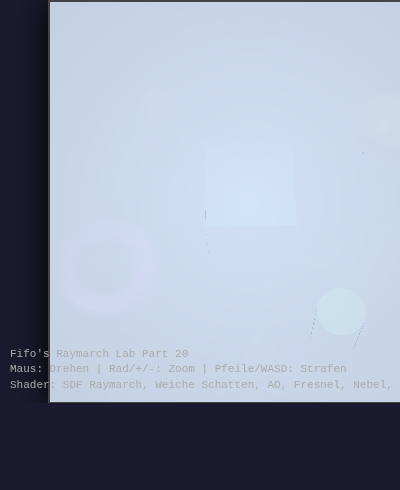 Fifo's Raymarch Lab Part 20
Maus: Drehen | Rad/+/-: Zoom | Pfeile/WASD: Strafen
Shader: SDF Raymarch, Weiche Schatten, AO, Fresnel, Nebel,